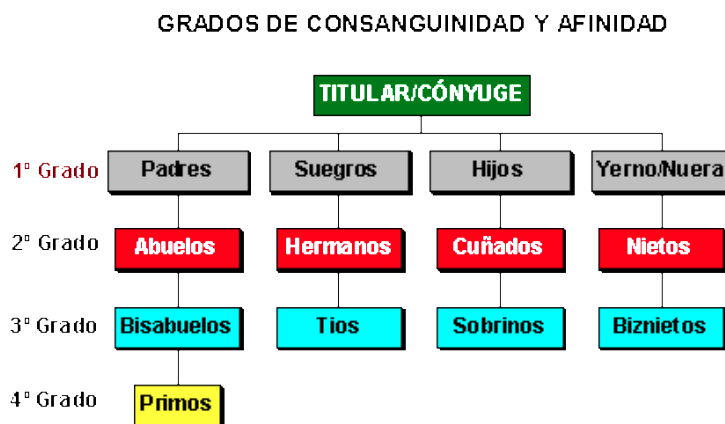 GRADOS DE CONSANGUINIDAD Y AFINIDAD
TITULAR/CÓNYUGE
1º Grado Padres Suegros Hijos Yerno/Nuera
2º Grado Abuelos Hermanos Cuñados Nietos
3º Grado Bisabuelos Tios Sobrinos Biznietos
4º Grado Primos